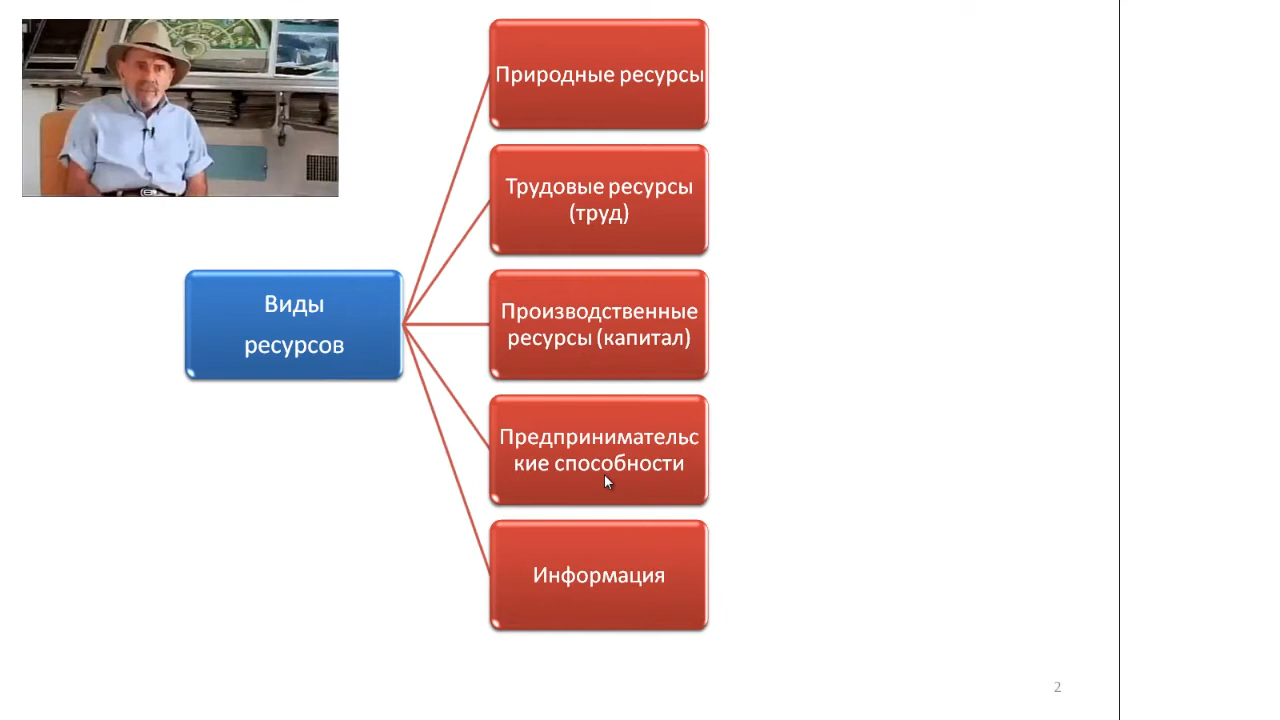 Природные ресурсы
Трудовые ресурсы
(труд)
Виды
ресурсов
Производственные
ресурсы (капитал)
Предпринимательс
кие способности
Информация
2